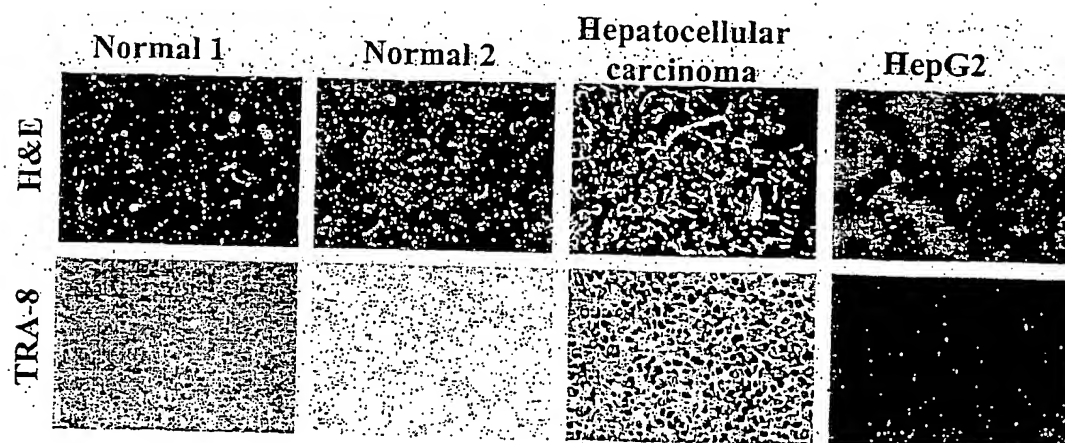 Normal 1
Normal 2
Hepatocellular
carcinoma
HepG2
H&E
TRA-8